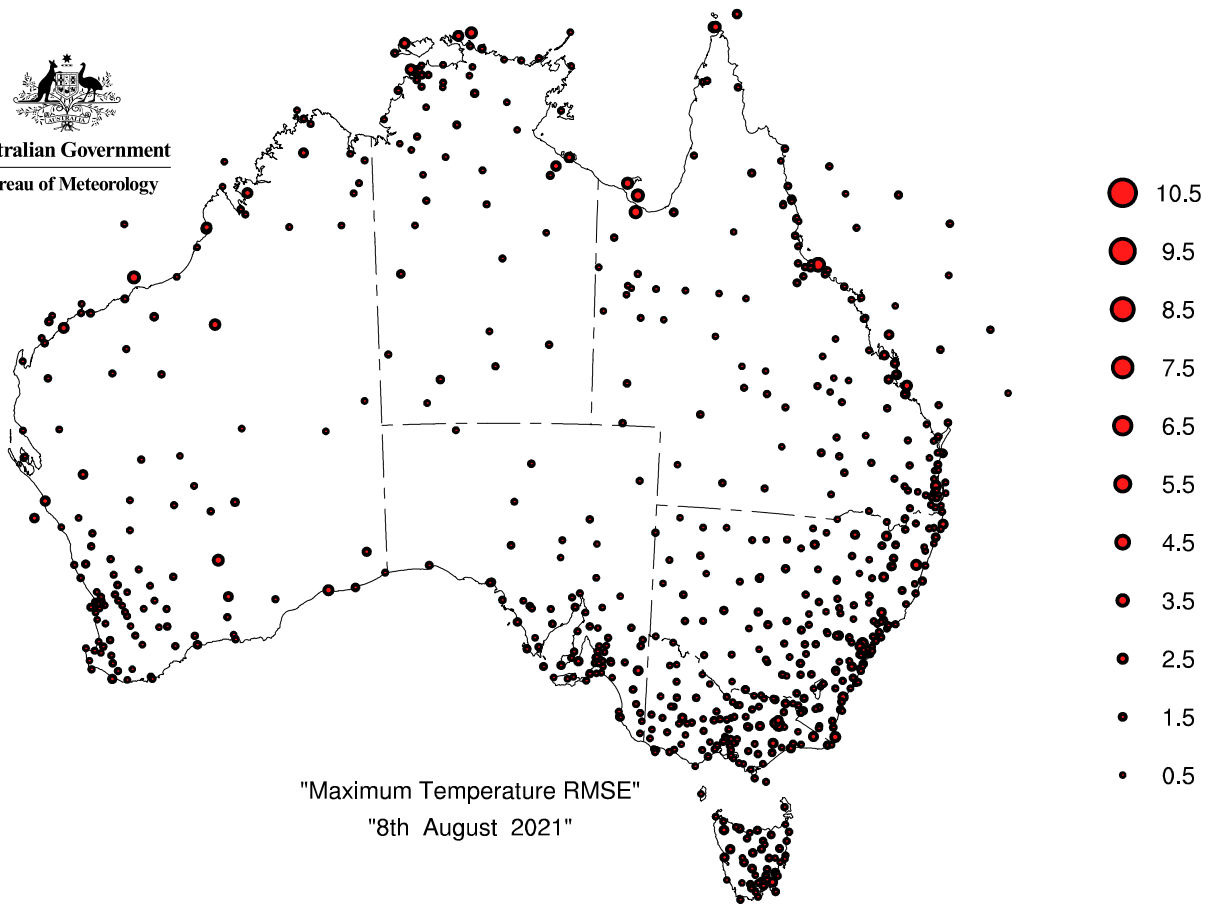 AUSTRALIA
tralian Government
reau of Meteorology
10.5
9.5
8.5
7.5
6.5
5.5
4.5
3.5
2.5
1.5
0.5
"Maximum Temperature RMSE"
"8th August 2021"